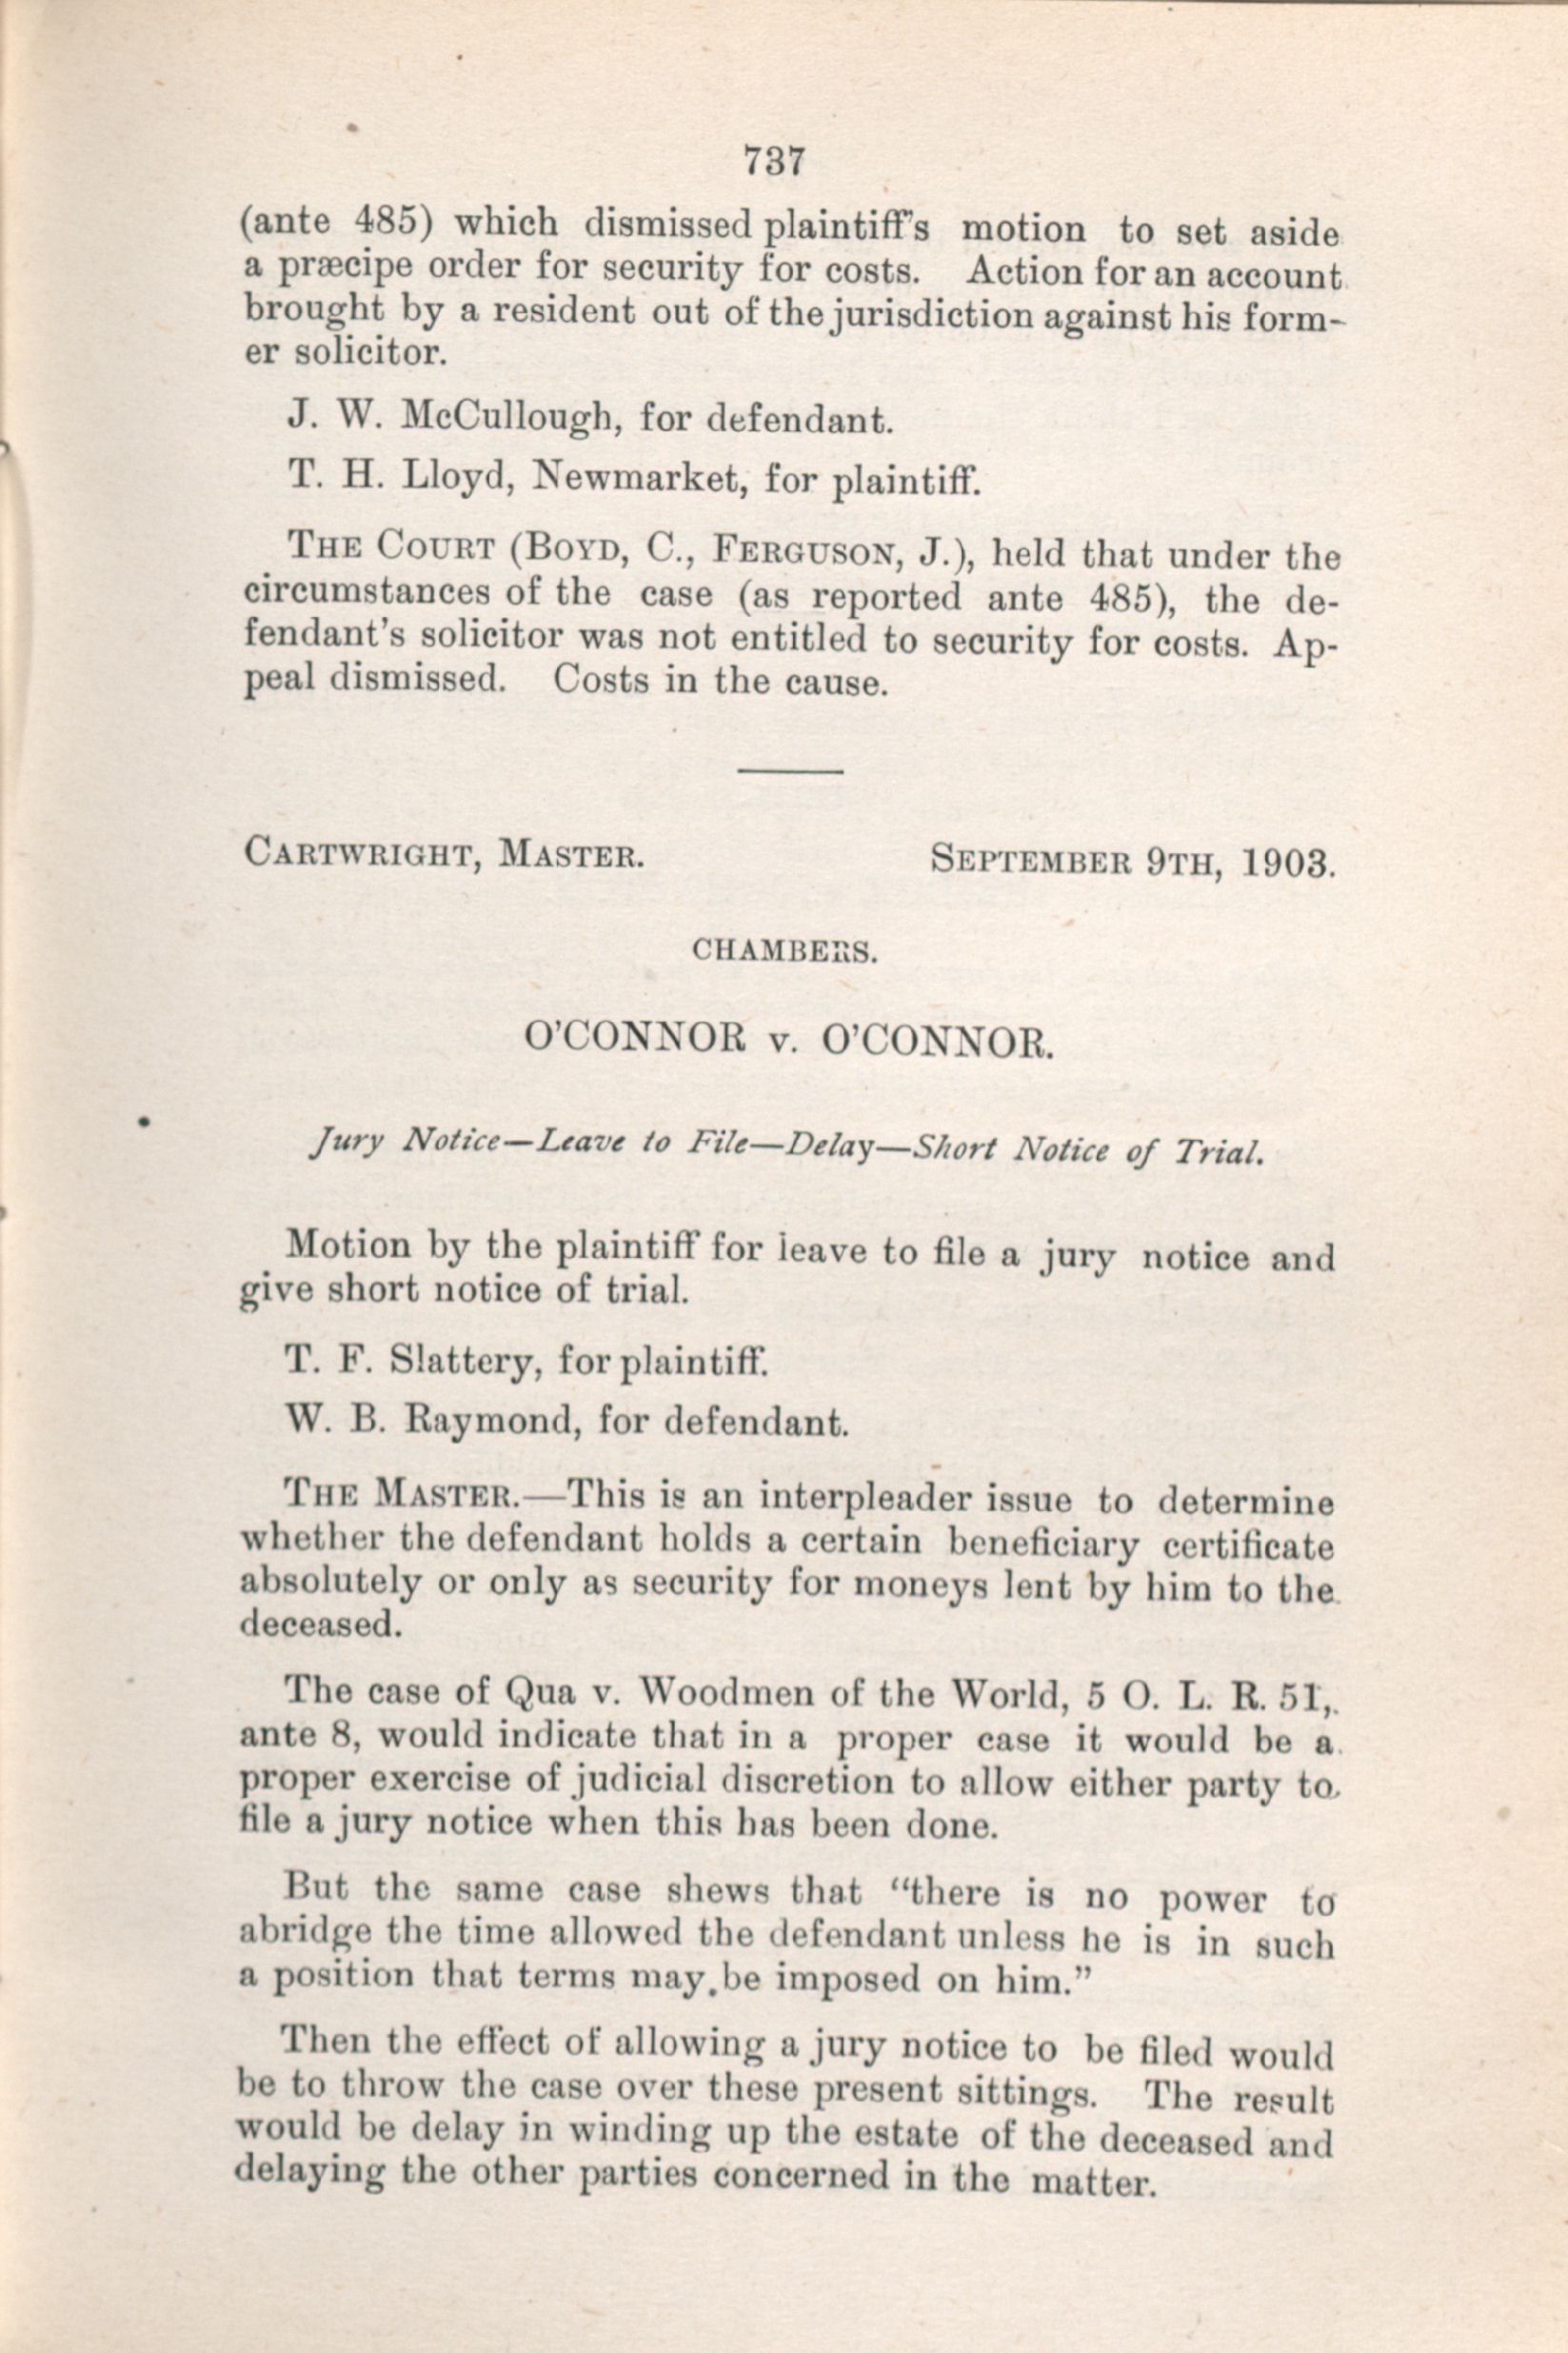 737
(ante 485) which dismissed plaintiff's motion to set aside
a præcipe order for security for costs. Action for an account
brought by a resident out of the jurisdiction against his form-
er solicitor.
J. W. McCullough, for defendant.
T. H. Lloyd, Newmarket, for plaintiff.
THE COURT (BOYD, C., FERGUSON, J.), held that under the
circumstances of the case (as reported ante 485), the de-
fendant's solicitor was not entitled to security for costs. Ap-
peal dismissed. Costs in the cause.
CARTWRIGHT, MASTER. SEPTEMBER 9TH, 1903.
CHAMBERS.
O'CONNOR v. O'CONNOR.
Jury Notice—Leave to File—Delay—Short Notice of Trial.
Motion by the plaintiff for leave to file a jury notice and
give short notice of trial.
T. F. Slattery, for plaintiff.
W. B. Raymond, for defendant.
THE MASTER.—This is an interpleader issue to determine
whether the defendant holds a certain beneficiary certificate
absolutely or only as security for moneys lent by him to the
deceased.
The case of Qua v. Woodmen of the World, 5 O. L. R. 51,
ante 8, would indicate that in a proper case it would be a
proper exercise of judicial discretion to allow either party to
file a jury notice when this has been done.
But the same case shews that "there is no power to
abridge the time allowed the defendant unless he is in such
a position that terms may be imposed on him."
Then the effect of allowing a jury notice to be filed would
be to throw the case over these present sittings. The result
would be delay in winding up the estate of the deceased and
delaying the other parties concerned in the matter.